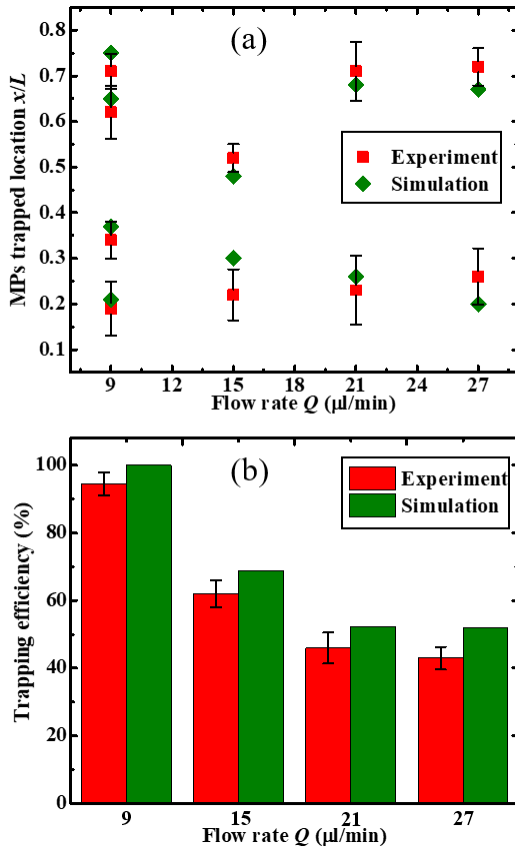 (a)
0.8
0.7
0.6
0.5
0.4
0.3
0.2
0.1
MPs trapped location x/L
Experiment
Simulation
9 12 15 18 21 24 27
Flow rate Q (μl/min)
(b)
100
80
60
40
20
0
Trapping efficiency (%)
Experiment
Simulation
9 15 21 27
Flow rate Q (μl/min)